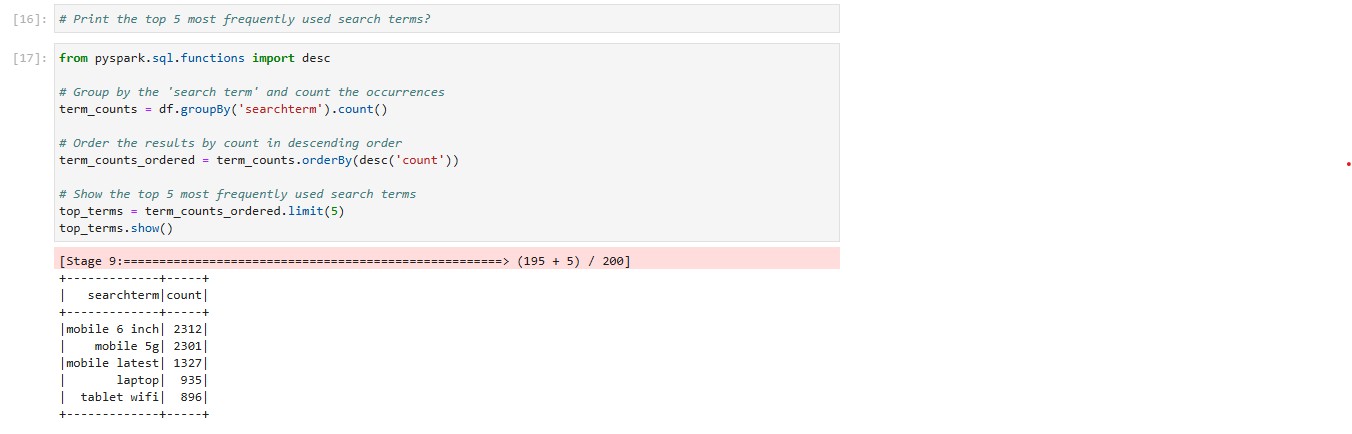 [16]: # Print the top 5 most frequently used search terms?
[17]: from pyspark.sql.functions import desc
# Group by the 'search term' and count the occurrences
term_counts = df.groupBy('searchterm').count()
# Order the results by count in descending order
term_counts_ordered = term_counts.orderBy(desc('count'))
# Show the top 5 most frequently used search terms
top_terms = term_counts_ordered.limit(5)
top_terms.show()
[Stage 9:=====================================================> (195 + 5) / 200]
+-------------+-----+
|   searchterm|count|
+-------------+-----+
|mobile 6 inch| 2312|
|    mobile 5g| 2301|
|mobile latest| 1327|
|       laptop|  935|
|  tablet wifi|  896|
+-------------+-----+